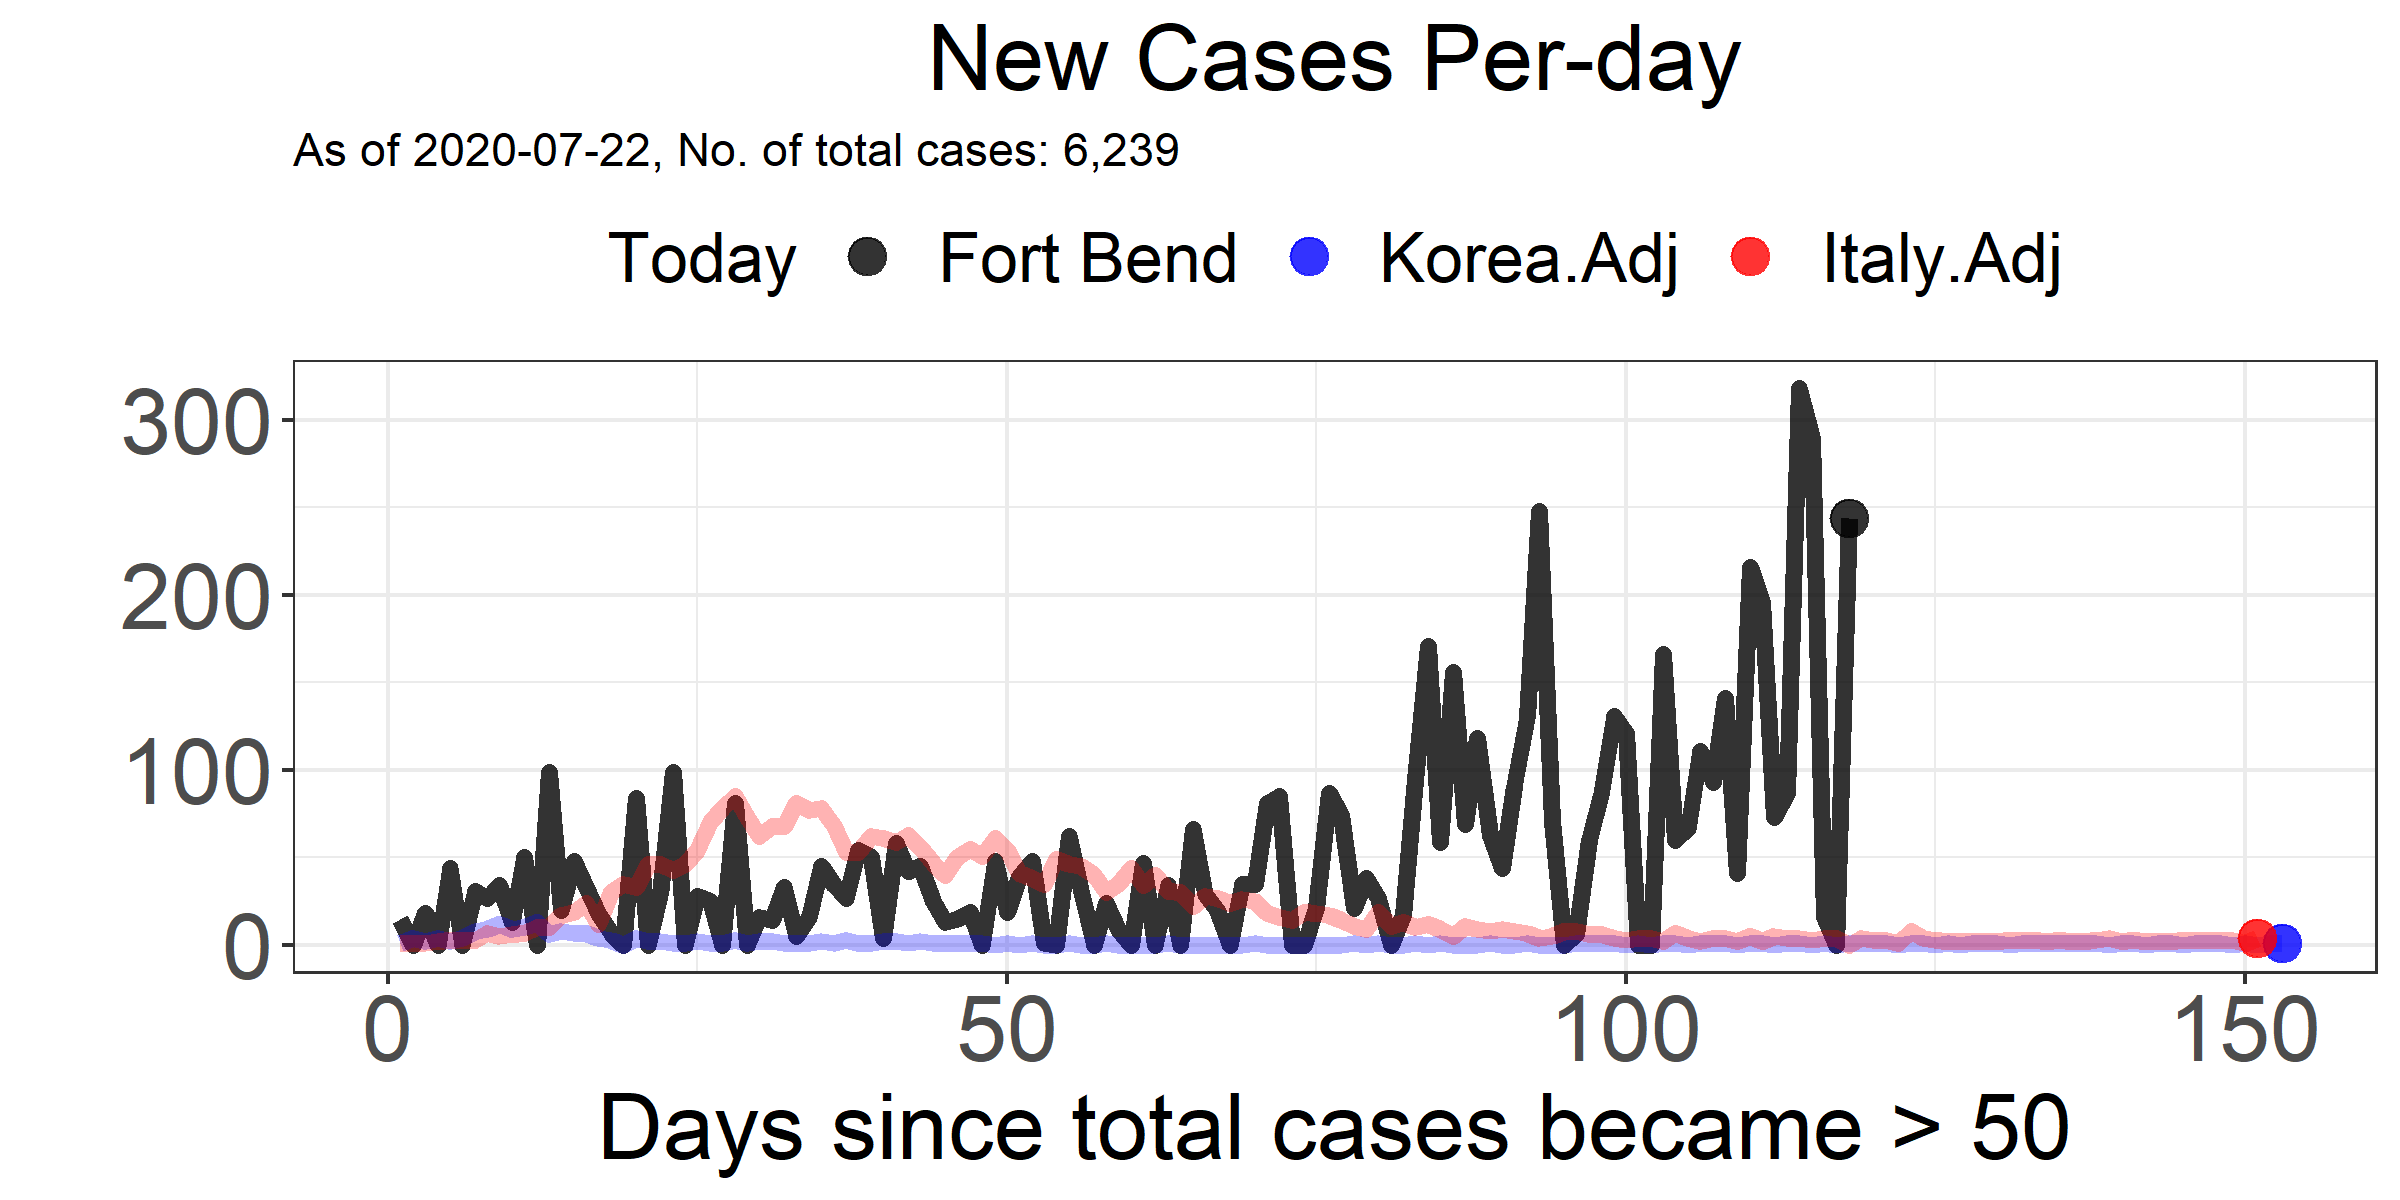 New Cases Per-day
As of 2020-07-22, No. of total cases: 6,239
Today Fort Bend Korea.Adj Italy.Adj
300
200
100
0
0 50 100 150
Days since total cases became > 50